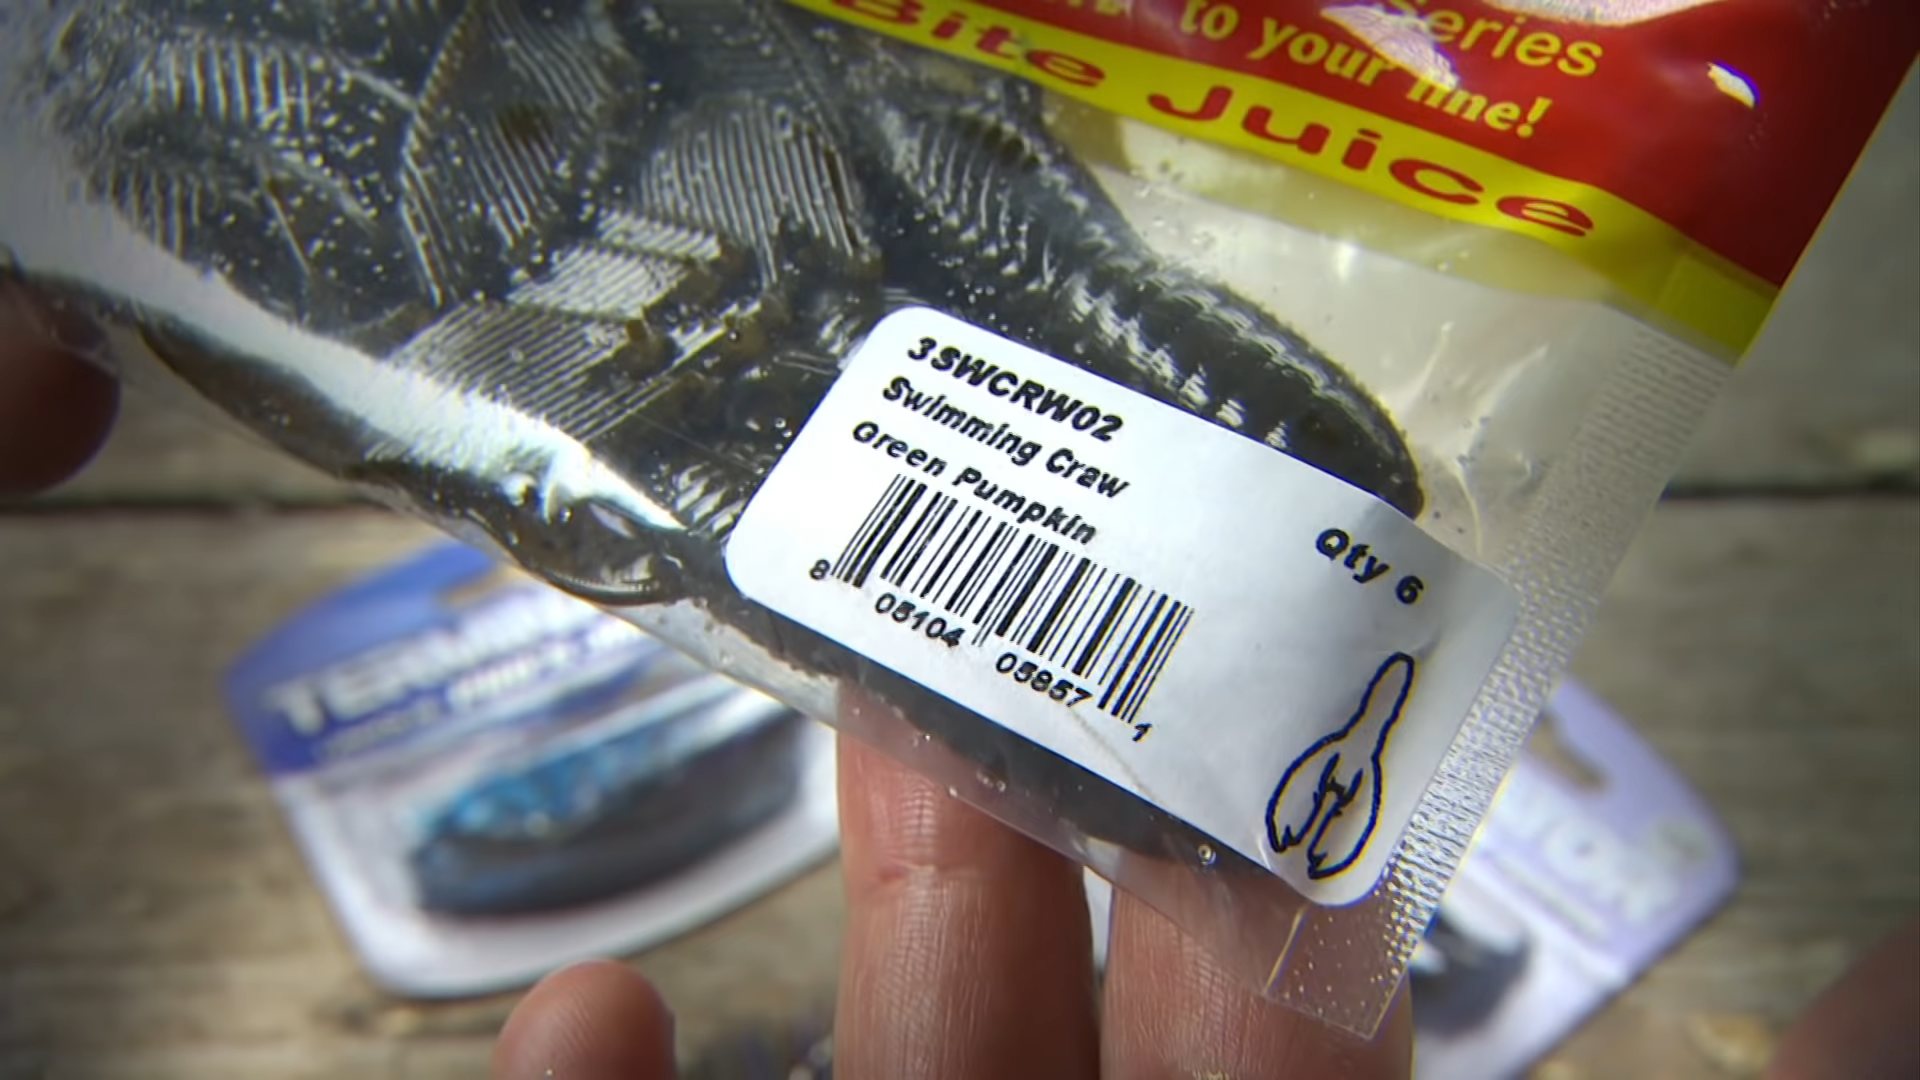 Series
to your line!
Bite Juice
3SWCRW02
Swimming Craw
Green Pumpkin
Qty 6
8 05104 05857 1